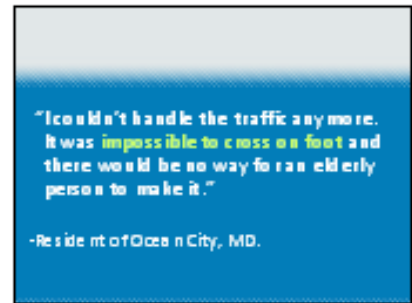 “I couldn’t handle the traffic anymore.
It was impossible to cross on foot and
there would be no way for an elderly
person to make it.”
-Resident of Ocean City, MD.